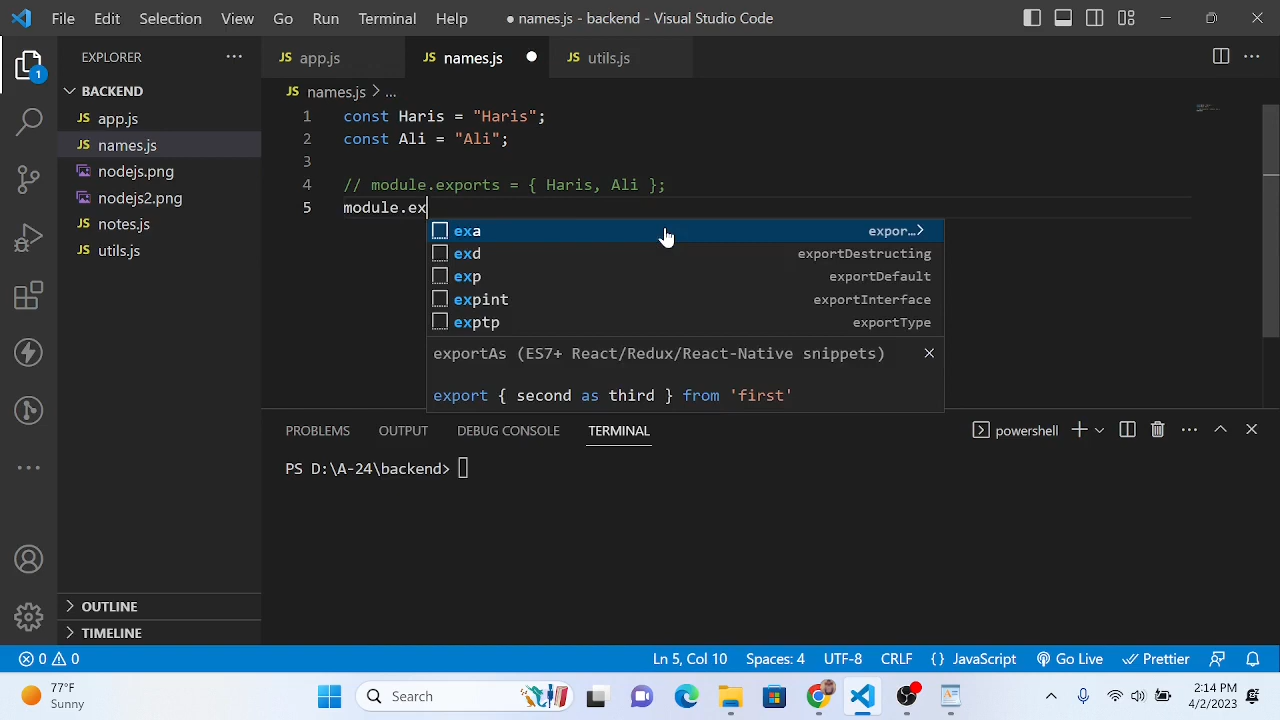 File Edit Selection View Go Run Terminal Help ● names.js - backend - Visual Studio Code
EXPLORER ...
JS app.js JS names.js JS utils.js ...
1
BACKEND
JS names.js > ...
JS app.js
JS names.js
nodejs.png
nodejs2.png
JS notes.js
JS utils.js
1 const Haris = "Haris";
2 const Ali = "Ali";
3
4 // module.exports = { Haris, Ali };
5 module.ex
exa expor...>
exd exportDestructing
exp exportDefault
expint exportInterface
exptp exportType
exportAs (ES7+ React/Redux/React-Native snippets)
export { second as third } from 'first'
PROBLEMS OUTPUT DEBUG CONSOLE TERMINAL powershell
PS D:\A-24\backend>
OUTLINE
TIMELINE
0 0 Ln 5, Col 10 Spaces: 4 UTF-8 CRLF {} JavaScript Go Live Prettier
77°F
Sunny
Search
2:14 PM
4/2/2023